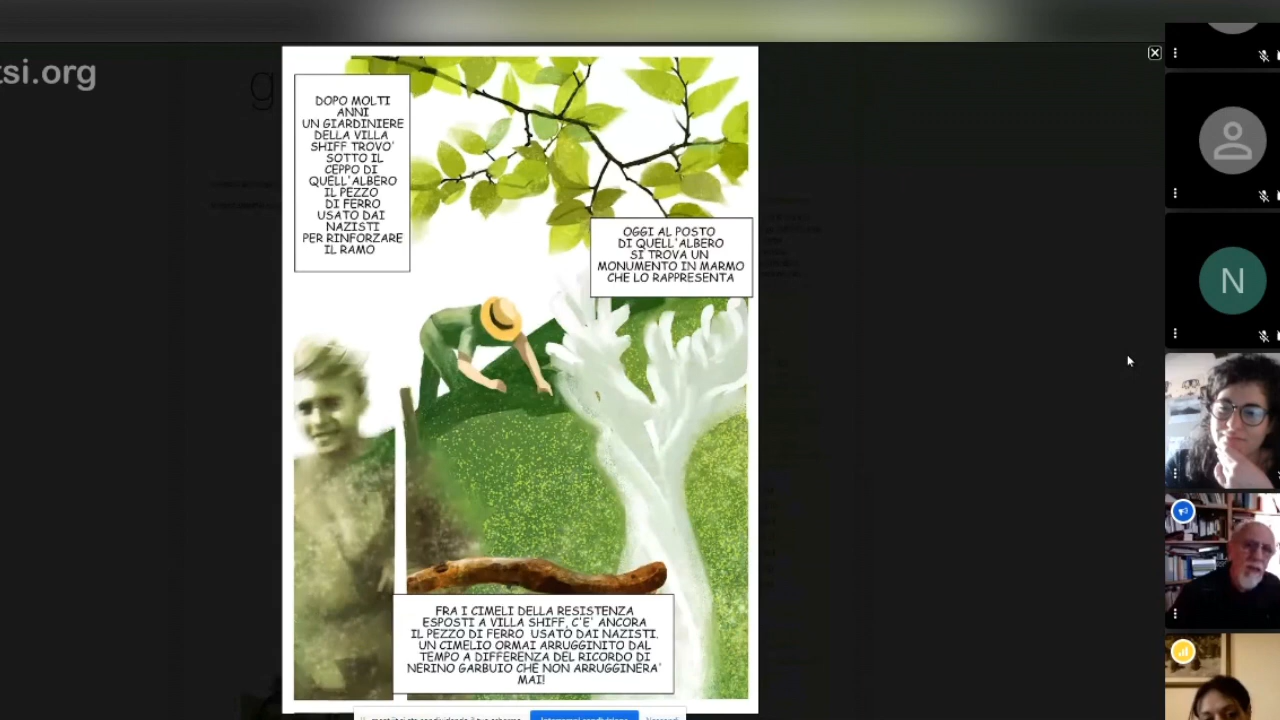 si.org
g
DOPO MOLTI
ANNI
UN GIARDINIERE
DELLA VILLA
SHIFF TROVO'
SOTTO IL
CEPPO DI
QUELL'ALBERO
IL PEZZO
DI FERRO
USATO DAI
NAZISTI
PER RINFORZARE
IL RAMO
OGGI AL POSTO
DI QUELL'ALBERO
SI TROVA UN
MONUMENTO IN MARMO
CHE LO RAPPRESENTA
N
FRA I CIMELI DELLA RESISTENZA
ESPOSTI A VILLA SHIFF, C'E' ANCORA
IL PEZZO DI FERRO USATO DAI NAZISTI.
UN CIMELIO ORMAI ARRUGGINITO DAL
TEMPO A DIFFERENZA DEL RICORDO DI
NERINO GARBUIO CHE NON ARRUGGINERA'
MAI!